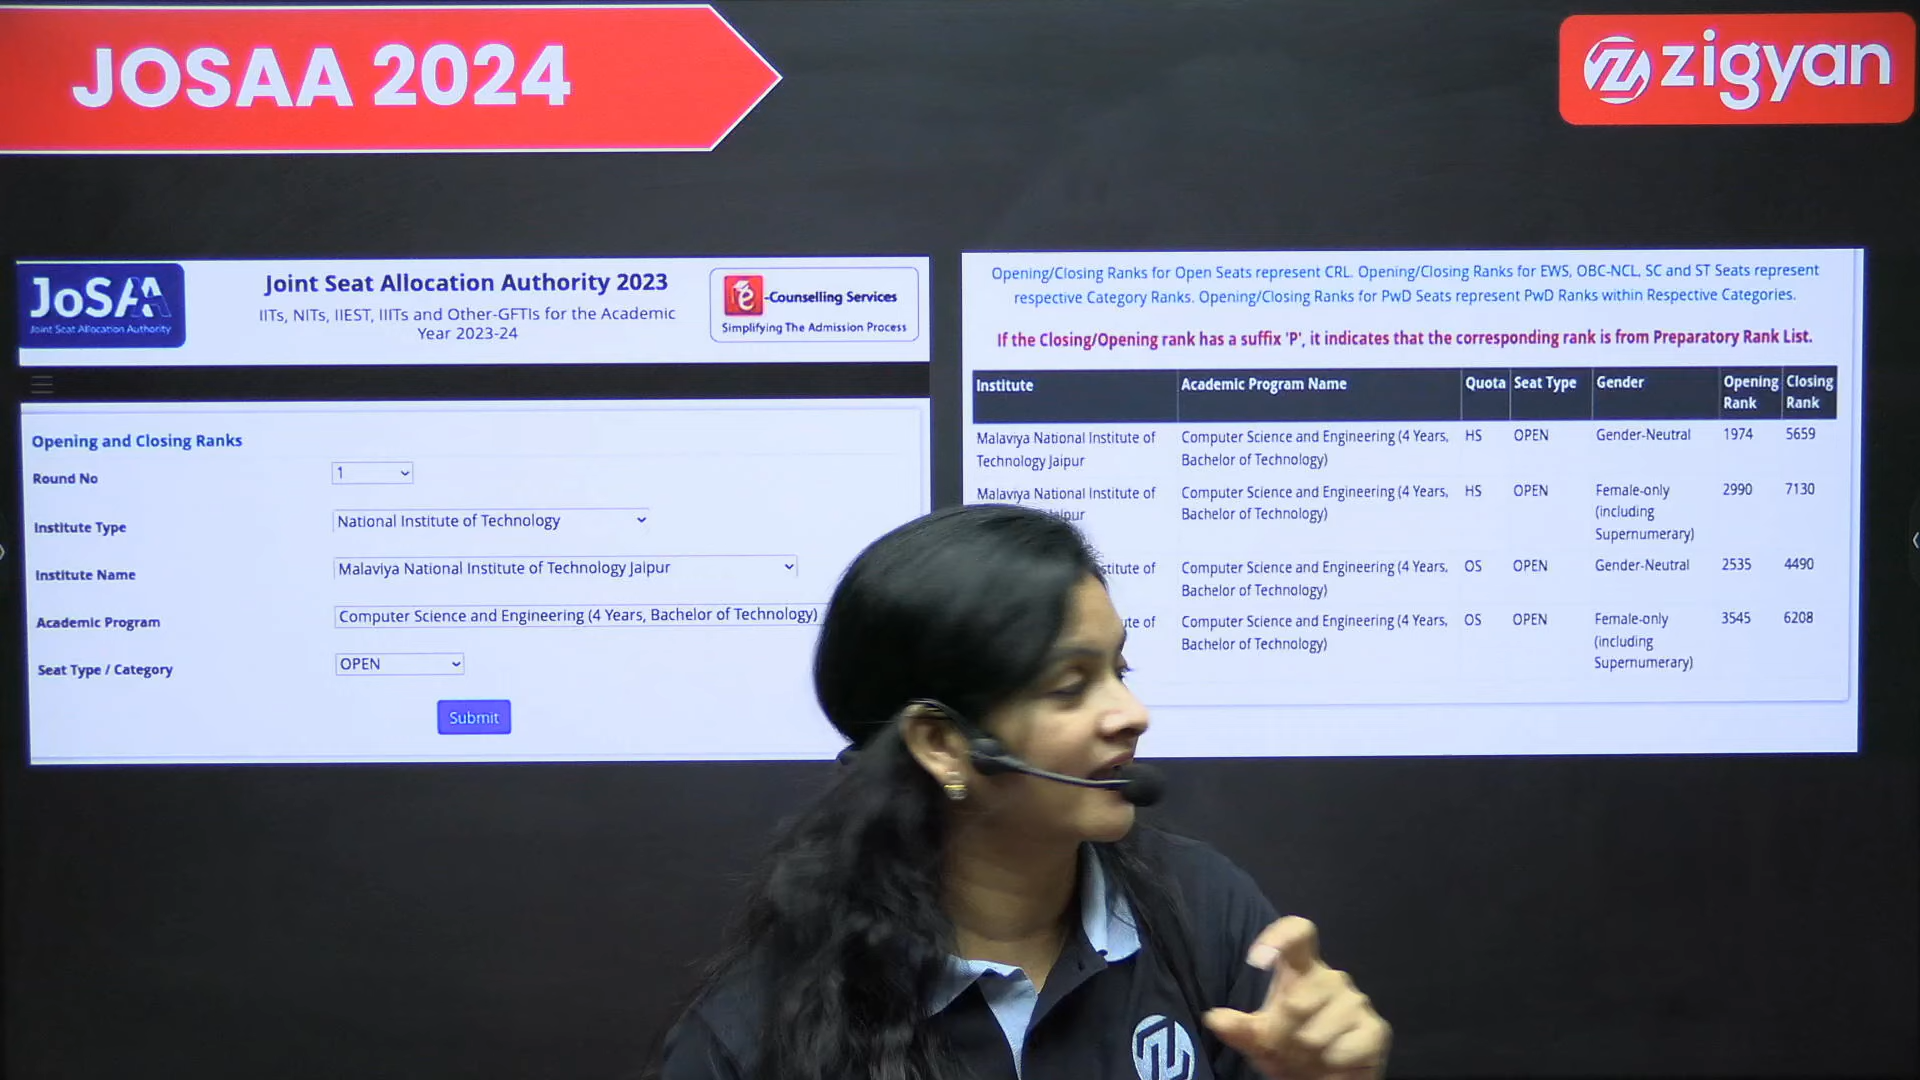 JOSAA 2024
zigyan
JoSAA
Joint Seat Allocation Authority
Joint Seat Allocation Authority 2023
IITs, NITs, IIEST, IIITs and Other-GFTIs for the Academic
Year 2023-24
e-Counselling Services
Simplifying The Admission Process
Opening and Closing Ranks
Round No
1
Institute Type
National Institute of Technology
Institute Name
Malaviya National Institute of Technology Jaipur
Academic Program
Computer Science and Engineering (4 Years, Bachelor of Technology)
Seat Type / Category
OPEN
Submit
Opening/Closing Ranks for Open Seats represent CRL. Opening/Closing Ranks for EWS, OBC-NCL, SC and ST Seats represent
respective Category Ranks. Opening/Closing Ranks for PwD Seats represent PwD Ranks within Respective Categories.
If the Closing/Opening rank has a suffix 'P', it indicates that the corresponding rank is from Preparatory Rank List.
Institute Academic Program Name Quota Seat Type Gender Opening Closing
Rank Rank
Malaviya National Institute of Computer Science and Engineering (4 Years, HS OPEN Gender-Neutral 1974 5659
Technology Jaipur Bachelor of Technology)
Malaviya National Institute of Computer Science and Engineering (4 Years, HS OPEN Female-only 2990 7130
Bachelor of Technology) (including
Supernumerary)
of Computer Science and Engineering (4 Years, OS OPEN Gender-Neutral 2535 4490
Bachelor of Technology)
of Computer Science and Engineering (4 Years, OS OPEN Female-only 3545 6208
Bachelor of Technology) (including
Supernumerary)